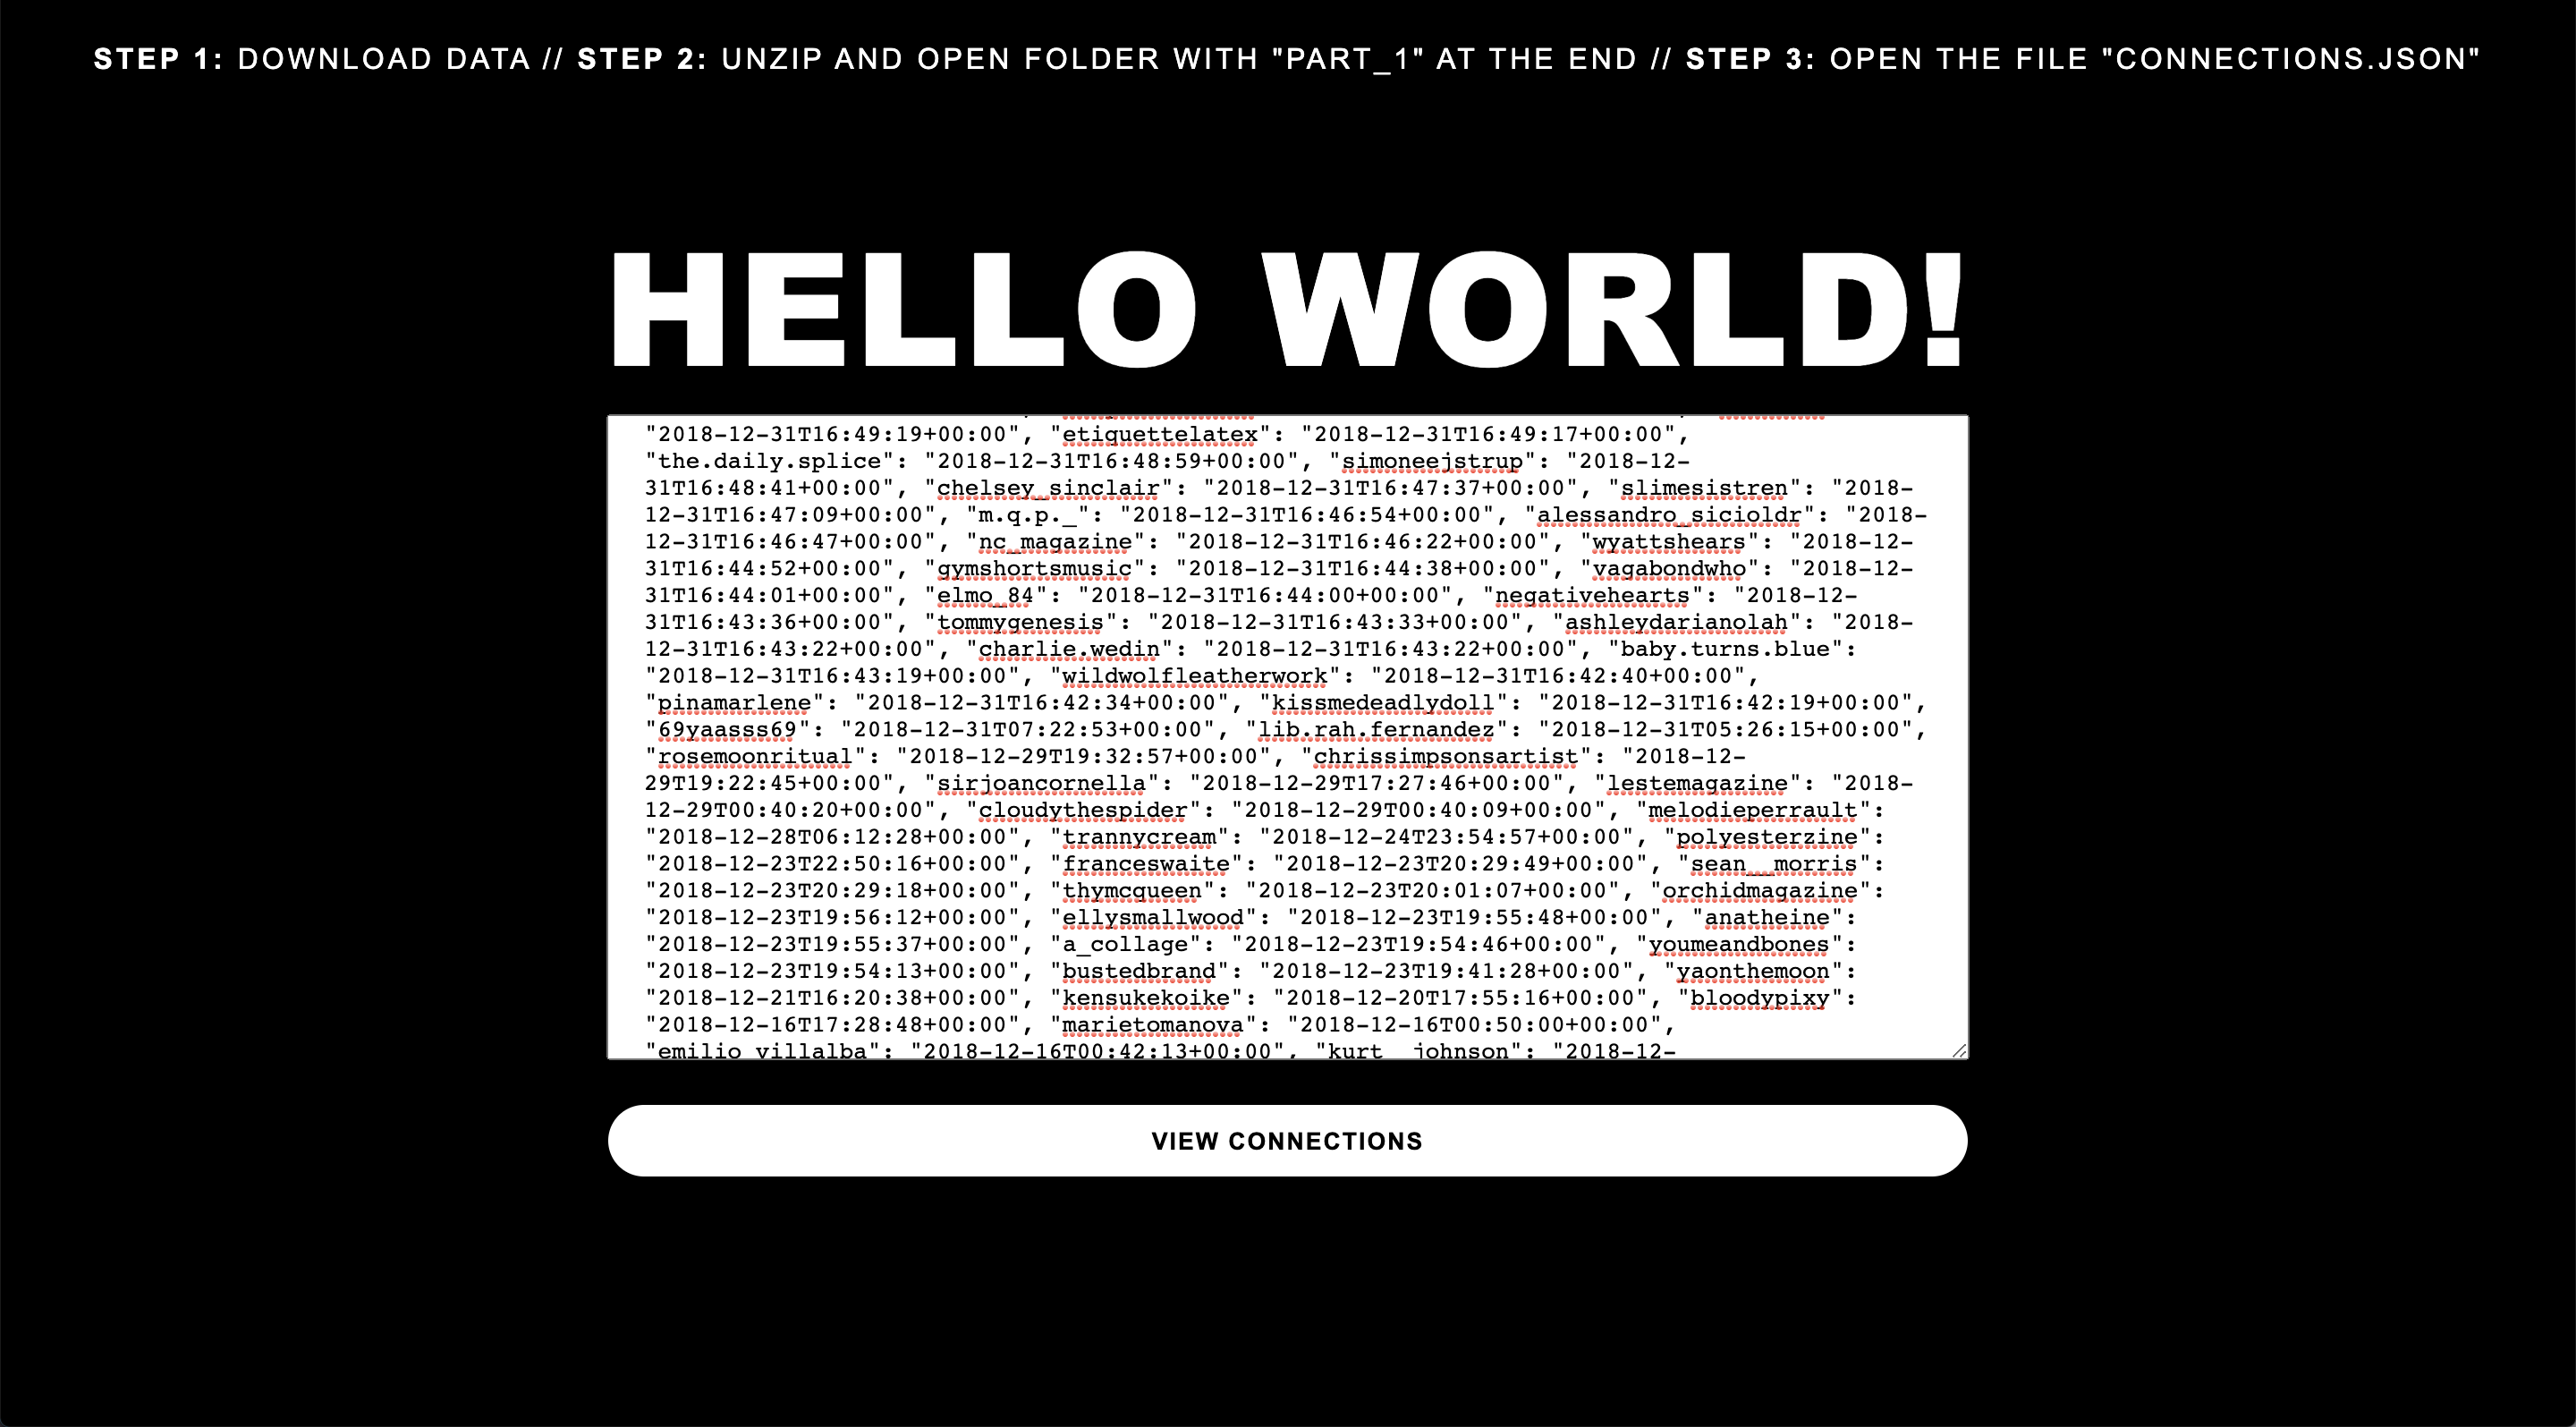 STEP 1: DOWNLOAD DATA // STEP 2: UNZIP AND OPEN FOLDER WITH "PART_1" AT THE END // STEP 3: OPEN THE FILE "CONNECTIONS.JSON"
HELLO WORLD!
"2018-12-31T16:49:19+00:00", "etiquettelatex": "2018-12-31T16:49:17+00:00",
"the.daily.splice": "2018-12-31T16:48:59+00:00", "simoneejstrup": "2018-12-
31T16:48:41+00:00", "chelsey_sinclair": "2018-12-31T16:47:37+00:00", "slimesistren": "2018-
12-31T16:47:09+00:00", "m.q.p._": "2018-12-31T16:46:54+00:00", "alessandro_sicioldr": "2018-
12-31T16:46:47+00:00", "nc_magazine": "2018-12-31T16:46:22+00:00", "wyattshears": "2018-12-
31T16:44:52+00:00", "gymshortsmusic": "2018-12-31T16:44:38+00:00", "vagabondwho": "2018-12-
31T16:44:01+00:00", "elmo_84": "2018-12-31T16:44:00+00:00", "negativehearts": "2018-12-
31T16:43:36+00:00", "tommygenesis": "2018-12-31T16:43:33+00:00", "ashleydarianolah": "2018-
12-31T16:43:22+00:00", "charlie.wedin": "2018-12-31T16:43:22+00:00", "baby.turns.blue":
"2018-12-31T16:43:19+00:00", "wildwolfleatherwork": "2018-12-31T16:42:40+00:00",
"pinamarlene": "2018-12-31T16:42:34+00:00", "kissmedeadlydoll": "2018-12-31T16:42:19+00:00",
"69yaasss69": "2018-12-31T07:22:53+00:00", "lib.rah.fernandez": "2018-12-31T05:26:15+00:00",
"rosemoonritual": "2018-12-29T19:32:57+00:00", "chrissimpsonsartist": "2018-12-
29T19:22:45+00:00", "sirjoancornella": "2018-12-29T17:27:46+00:00", "lestemagazine": "2018-
12-29T00:40:20+00:00", "cloudythespider": "2018-12-29T00:40:09+00:00", "melodieperrault":
"2018-12-28T06:12:28+00:00", "trannycream": "2018-12-24T23:54:57+00:00", "polyesterzine":
"2018-12-23T22:50:16+00:00", "franceswaite": "2018-12-23T20:29:49+00:00", "sean__morris":
"2018-12-23T20:29:18+00:00", "thymcqueen": "2018-12-23T20:01:07+00:00", "orchidmagazine":
"2018-12-23T19:56:12+00:00", "ellysmallwood": "2018-12-23T19:55:48+00:00", "anatheine":
"2018-12-23T19:55:37+00:00", "a_collage": "2018-12-23T19:54:46+00:00", "youmeandbones":
"2018-12-23T19:54:13+00:00", "bustedbrand": "2018-12-23T19:41:28+00:00", "yaonthemoon":
"2018-12-21T16:20:38+00:00", "kensukekoike": "2018-12-20T17:55:16+00:00", "bloodypixy":
"2018-12-16T17:28:48+00:00", "marietomanova": "2018-12-16T00:50:00+00:00",
"emilio_villalba": "2018-12-16T00:42:13+00:00", "kurt__johnson": "2018-12-
VIEW CONNECTIONS